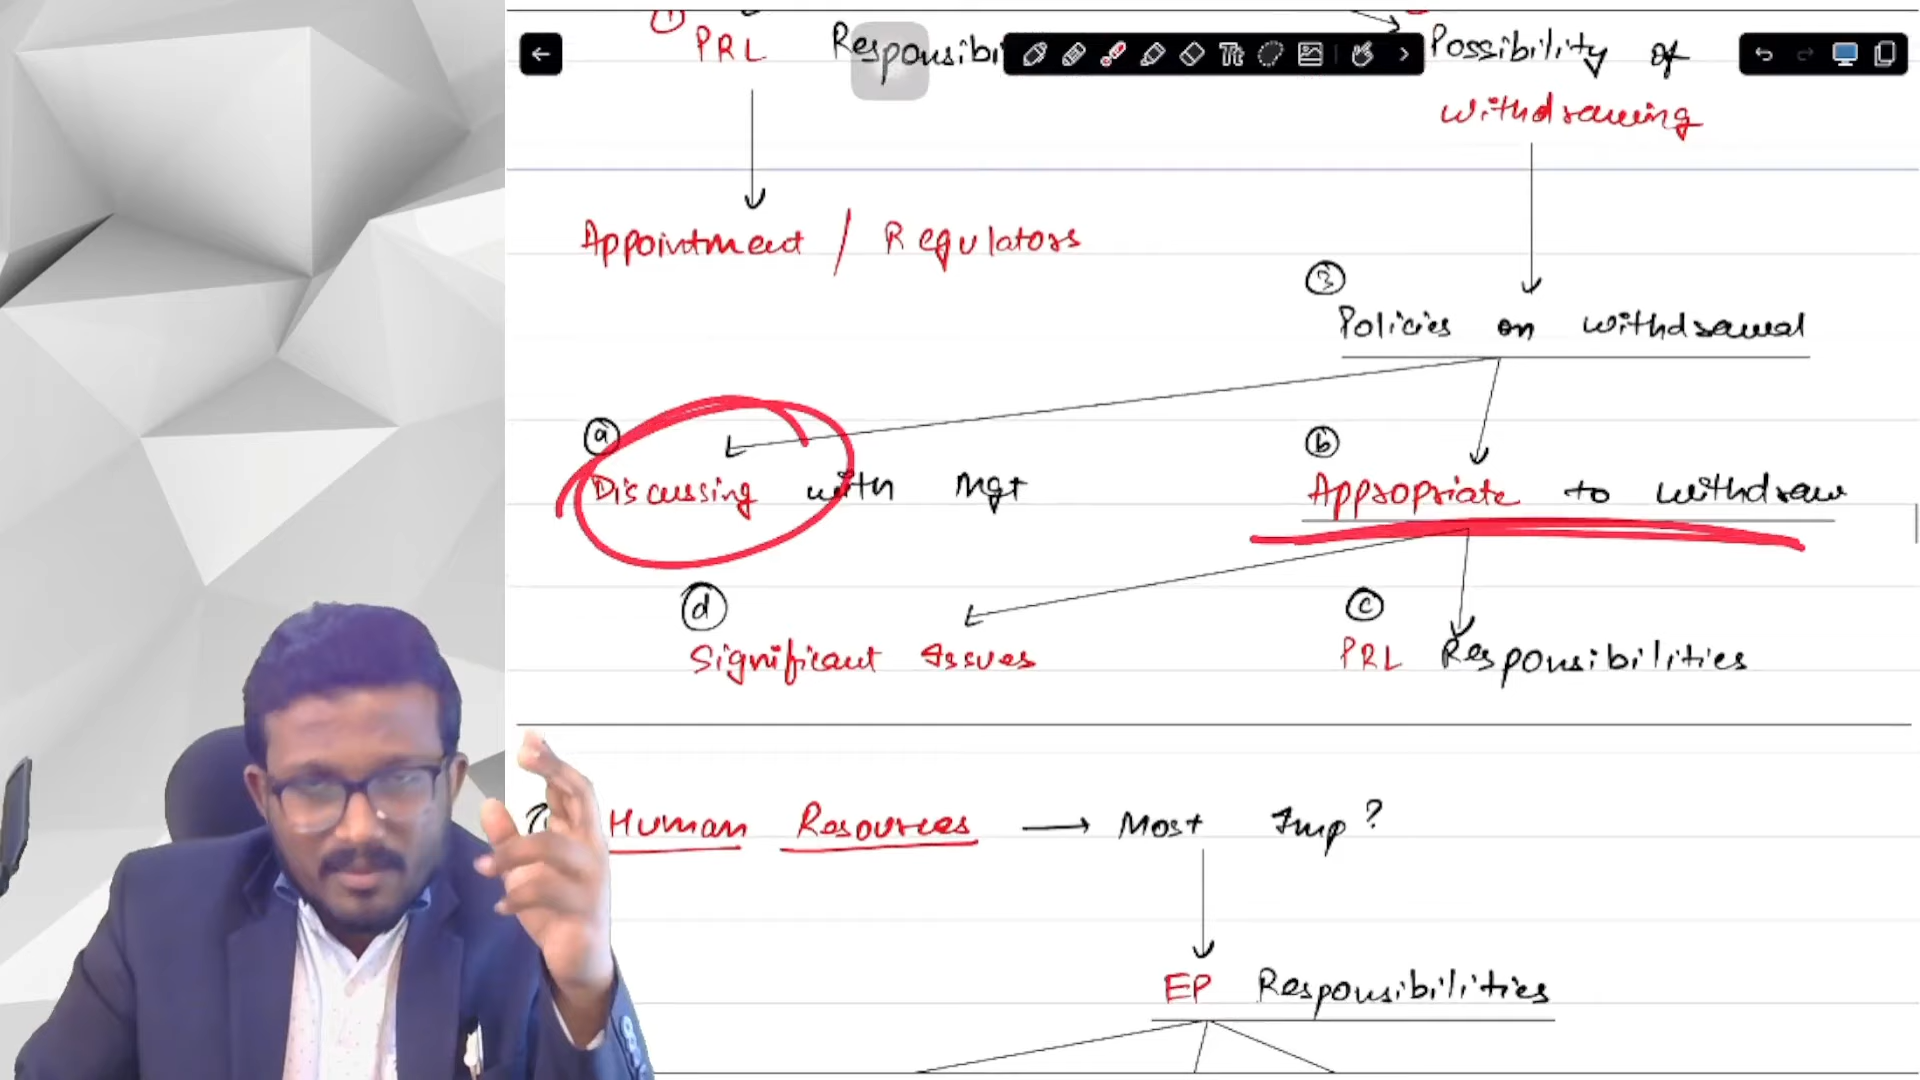 ① PRL Responsibi
Possibility of
withdrawing
Appointment / Regulators
③
Policies on withdrawal
ⓐ
Discussing with Mgt
ⓑ
Appropriate to withdraw
ⓓ
Significant Issues
ⓒ
PRL Responsibilities
Human Resources → Most Imp?
EP Responsibilities